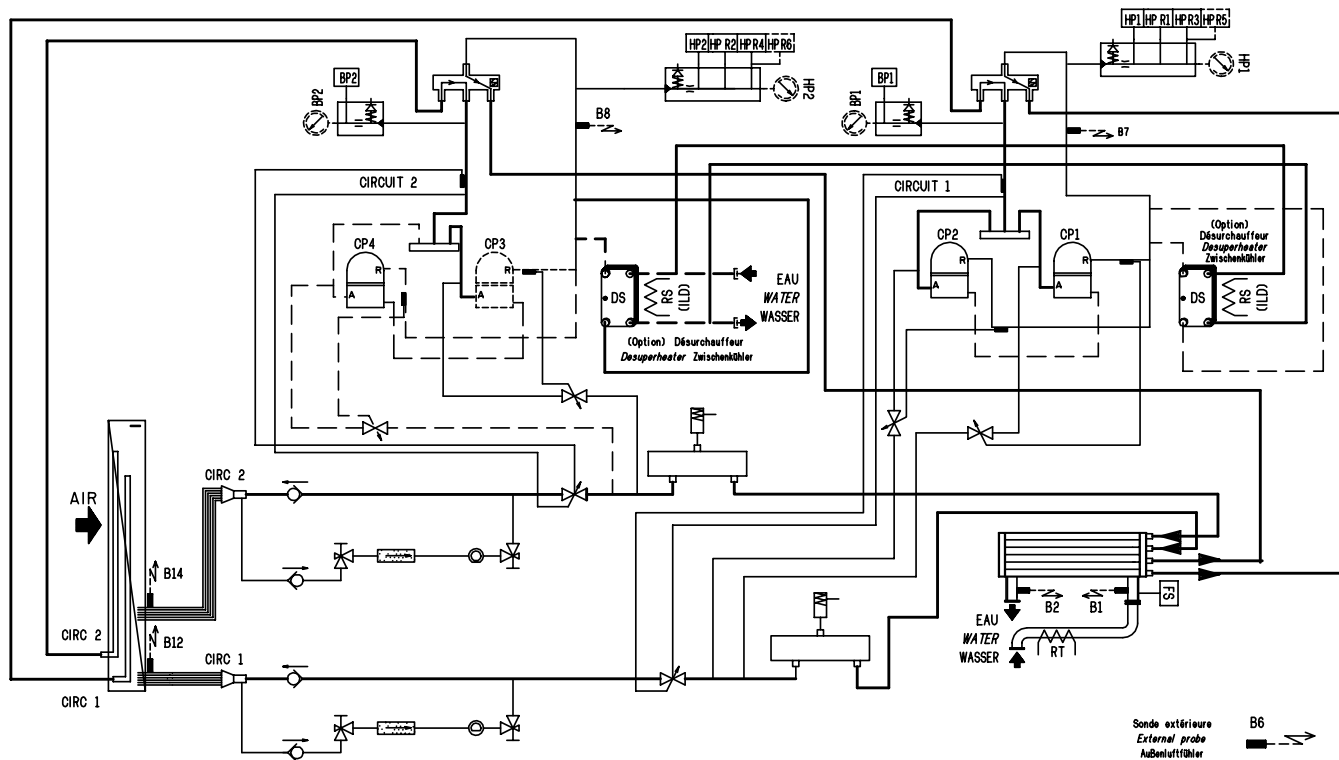 HP1 HP R1 HP R3 HP R5
HP1
HP2 HP R2 HP R4 HP R6
HP2
BP2
BP2
BP1
BP1
B8
B7
CIRCUIT 2
CIRCUIT 1
CP4
R
A
CP3
R
A
CP2
R
A
CP1
R
A
DS
RS
(ILD)
EAU
WATER
WASSER
(Option) Désurchauffeur
Desuperheater Zwischenkühler
(Option)
Désurchauffeur
Desuperheater
Zwischenkühler
DS
RS
(ILD)
AIR
CIRC 2
B14
CIRC 2
B12
CIRC 1
CIRC 1
B2
B1
FS
EAU
WATER
WASSER
RT
Sonde extérieure
External probe
Außenluftfühler
B6